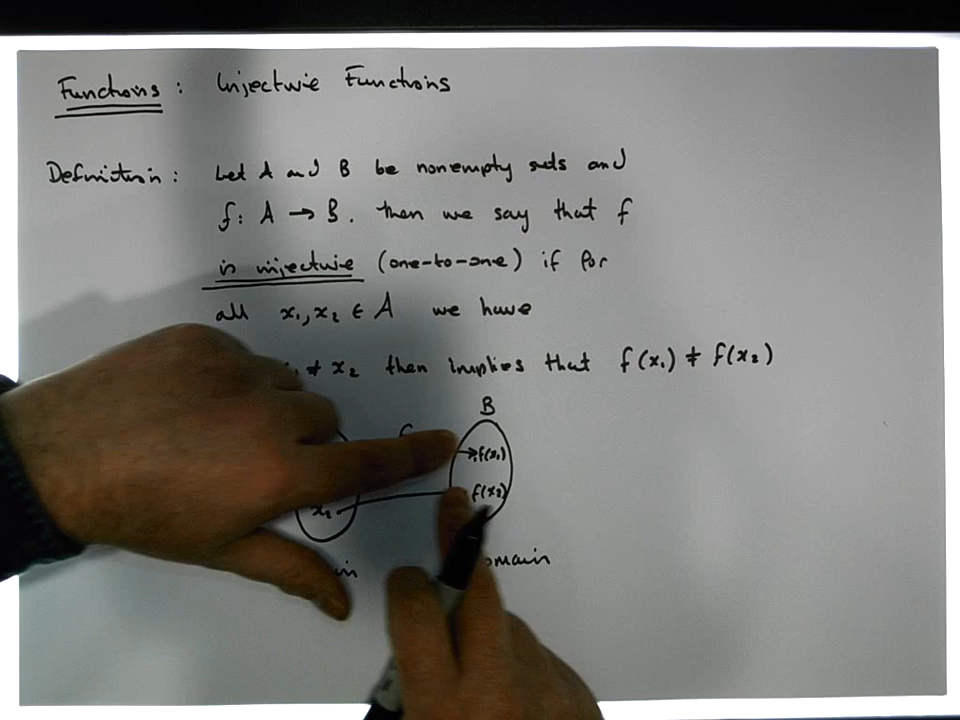 Functions : Injective Functions
Definition : Let A and B be nonempty sets and
f: A → B. then we say that f
is injective (one-to-one) if for
all x₁, x₂ ∈ A we have
≠ x₂ then implies that f(x₁) ≠ f(x₂)
B
f(x₁)
x₂ f(x₂)